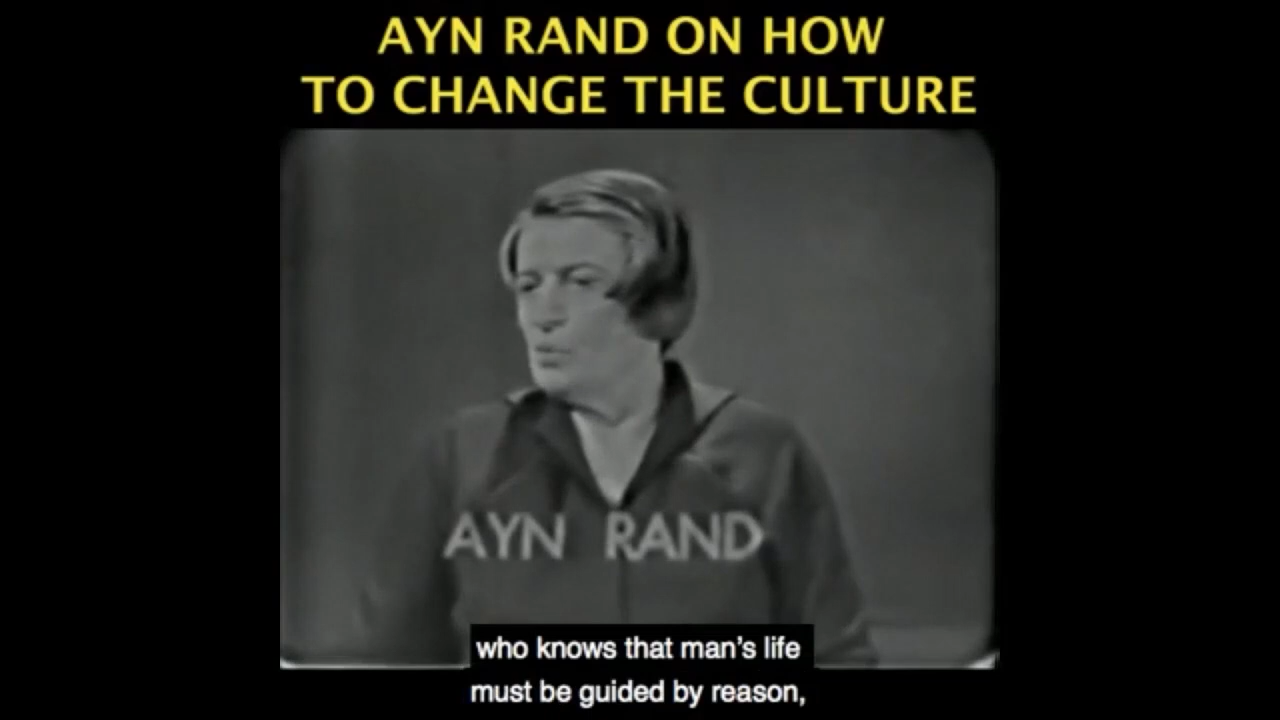 AYN RAND ON HOW
TO CHANGE THE CULTURE
AYN RAND
who knows that man's life
must be guided by reason,